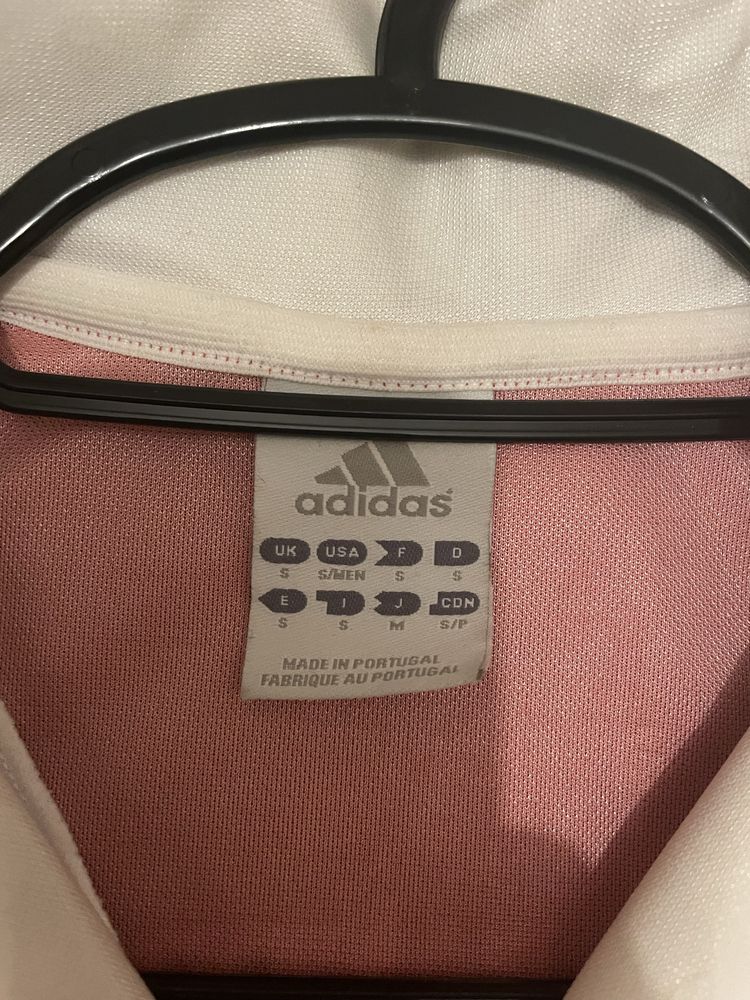 adidas
UK USA F D
S S/MEN S S
E I J CDN
S S M S/P
MADE IN PORTUGAL
FABRIQUE AU PORTUGAL